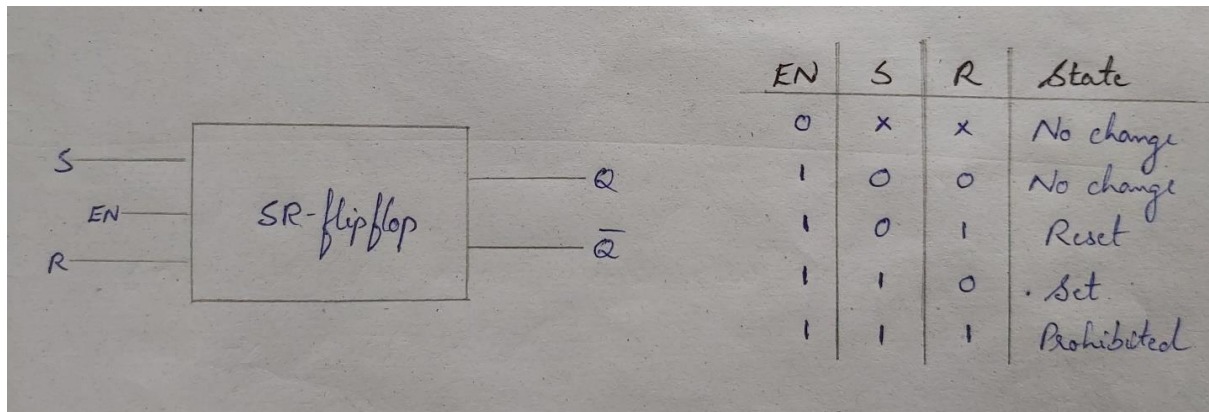 S
EN
R
SR-flipflop
Q
Q̅
EN S R State
0 x x No change
1 0 0 No change
1 0 1 Reset
1 1 0 Set
1 1 1 Prohibited